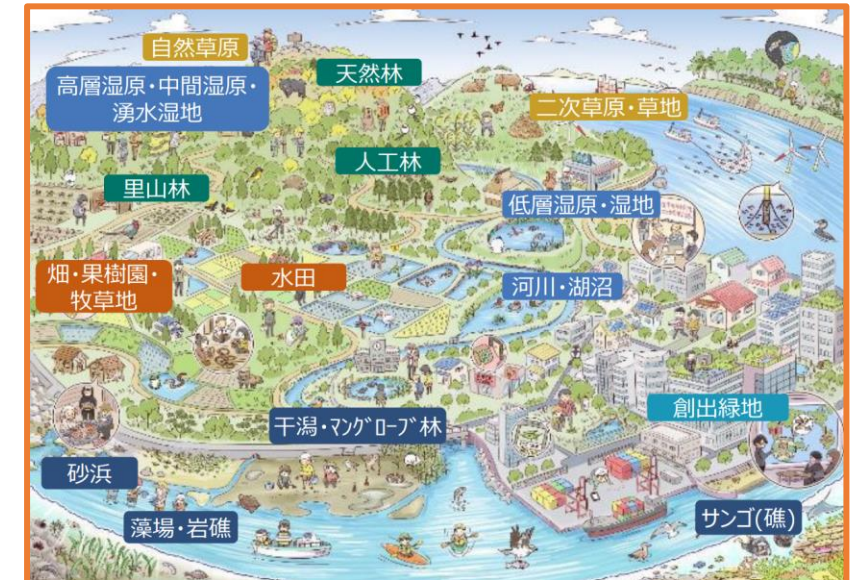 自然草原
高層湿原・中間湿原・
湧水湿地
天然林
二次草原・草地
人工林
里山林
低層湿原・湿地
畑・果樹園・
牧草地
水田
河川・湖沼
創出緑地
干潟・ﾏﾝｸﾞﾛｰﾌﾞ林
砂浜
藻場・岩礁
サンゴ(礁)